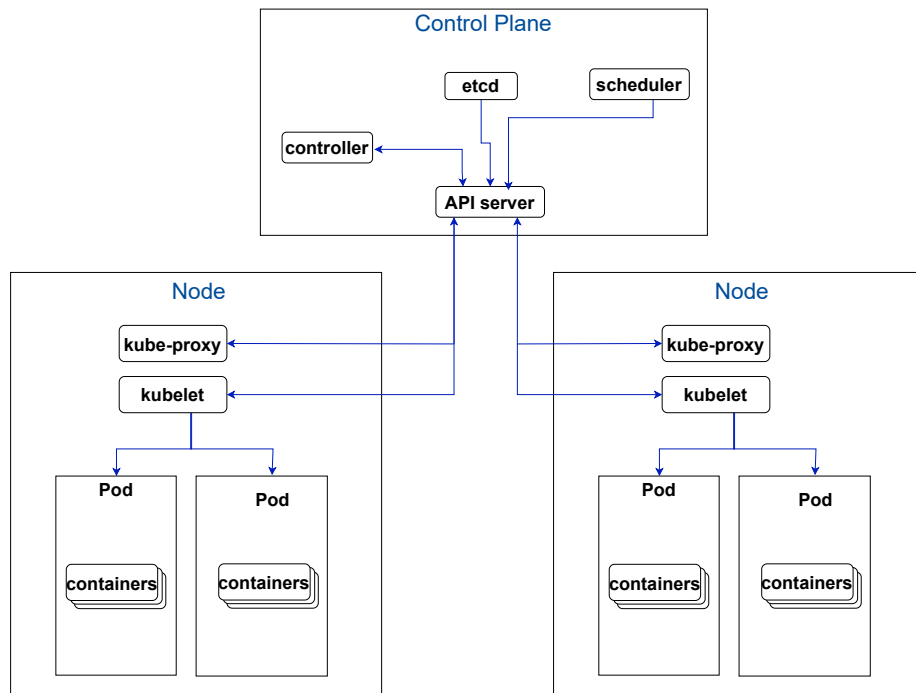 Control Plane
etcd
scheduler
controller
API server
Node
kube-proxy
kubelet
Pod
Pod
containers
containers
Node
kube-proxy
kubelet
Pod
Pod
containers
containers